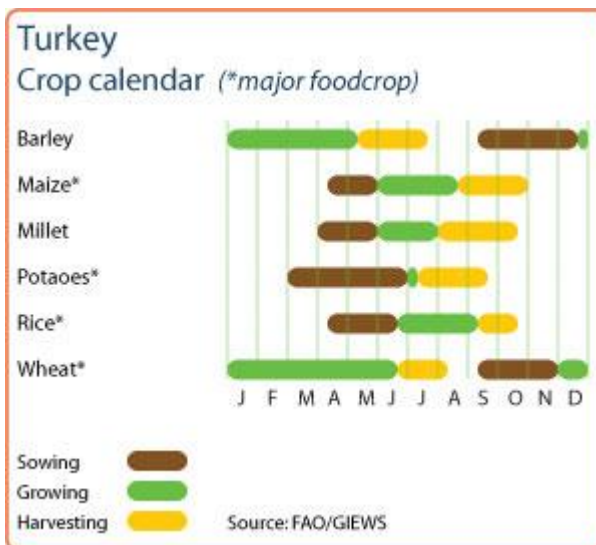 Turkey
Crop calendar (*major foodcrop)
Barley
Maize*
Millet
Potaoes*
Rice*
Wheat*
J F M A M J J A S O N D
Sowing
Growing
Harvesting
Source: FAO/GIEWS